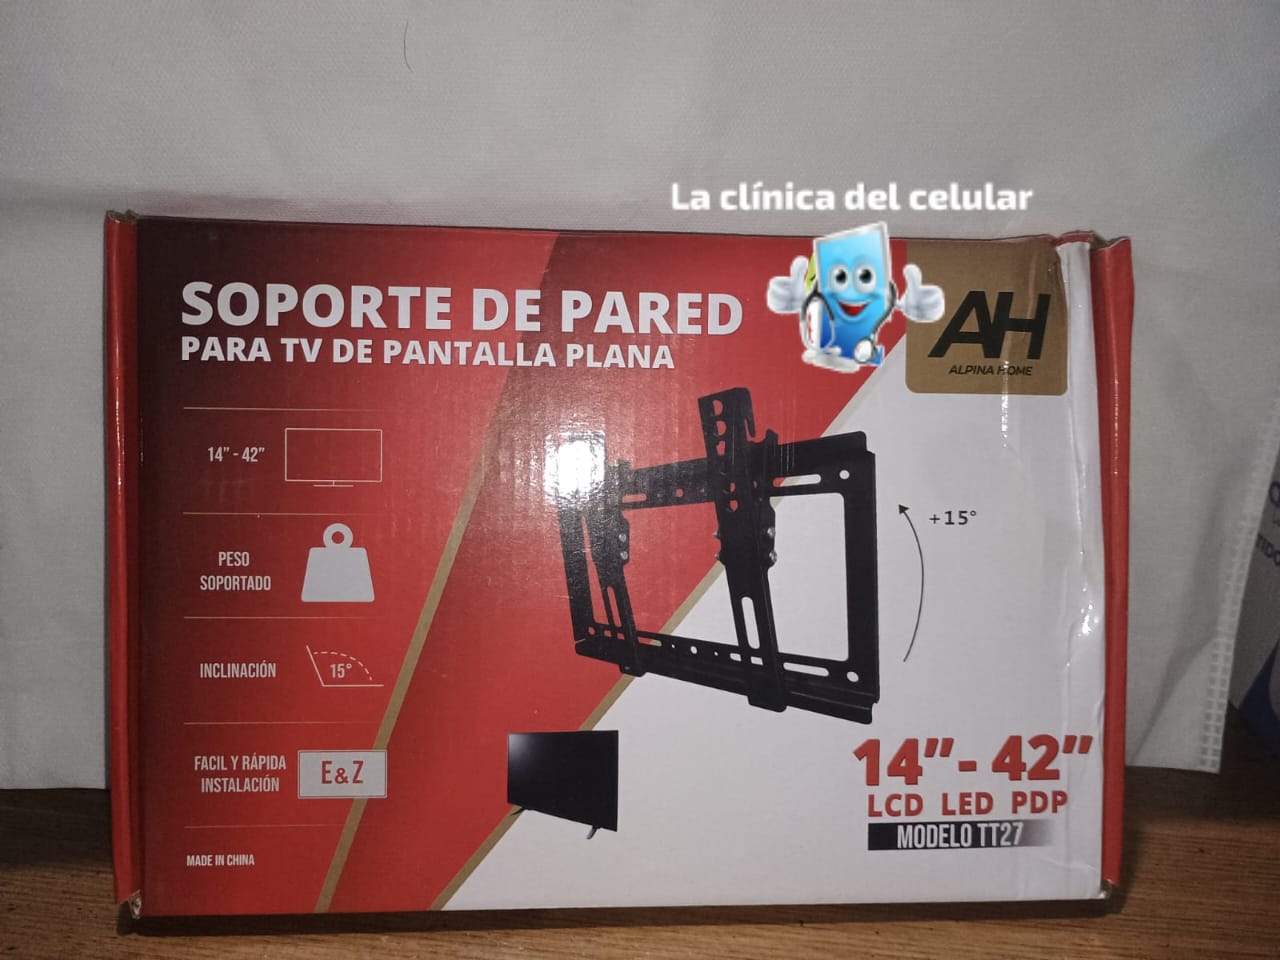 La clínica del celular
SOPORTE DE PARED
PARA TV DE PANTALLA PLANA
AH
ALPINA HOME
14" - 42"
PESO
SOPORTADO
+15°
INCLINACIÓN
15°
FACIL Y RÁPIDA
INSTALACIÓN
E&Z
14"- 42"
LCD LED PDP
MODELO TT27
MADE IN CHINA